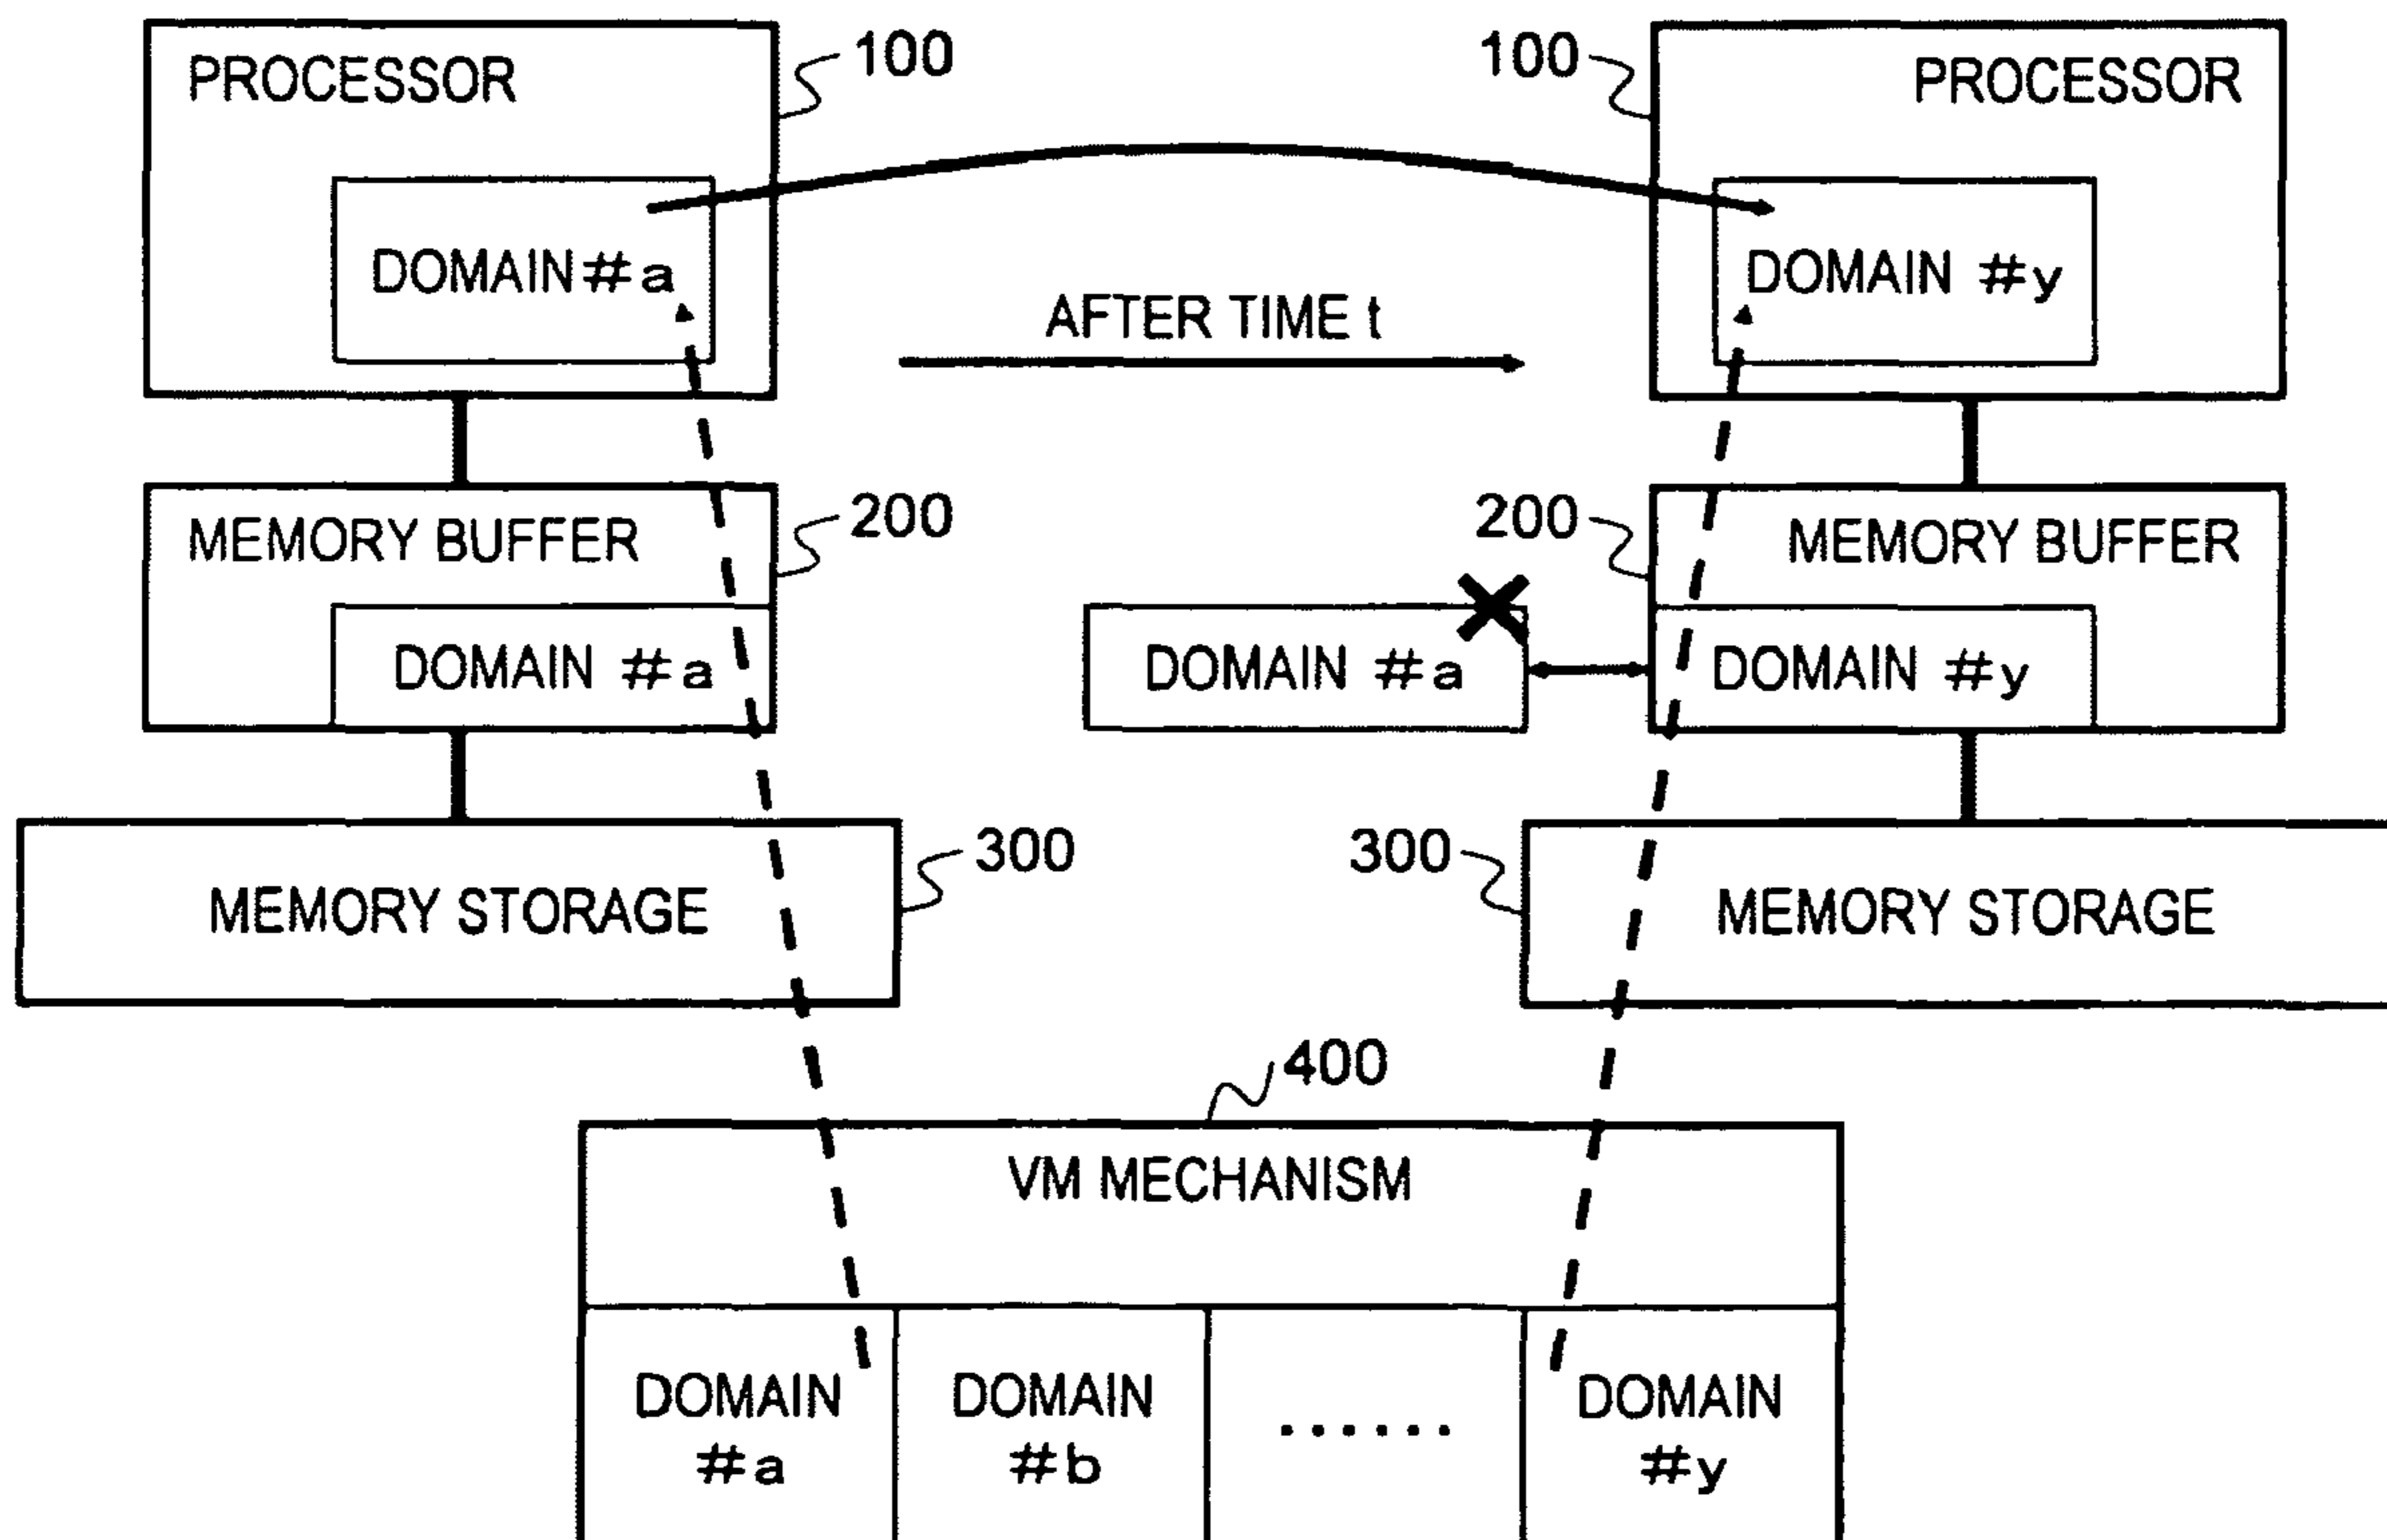 100
100
PROCESSOR
PROCESSOR
DOMAIN #a
DOMAIN #y
AFTER TIME t
200
200
MEMORY BUFFER
MEMORY BUFFER
DOMAIN #a
DOMAIN #a
DOMAIN #y
300
300
MEMORY STORAGE
MEMORY STORAGE
400
VM MECHANISM
DOMAIN
#a
DOMAIN
#b
......
DOMAIN
#y